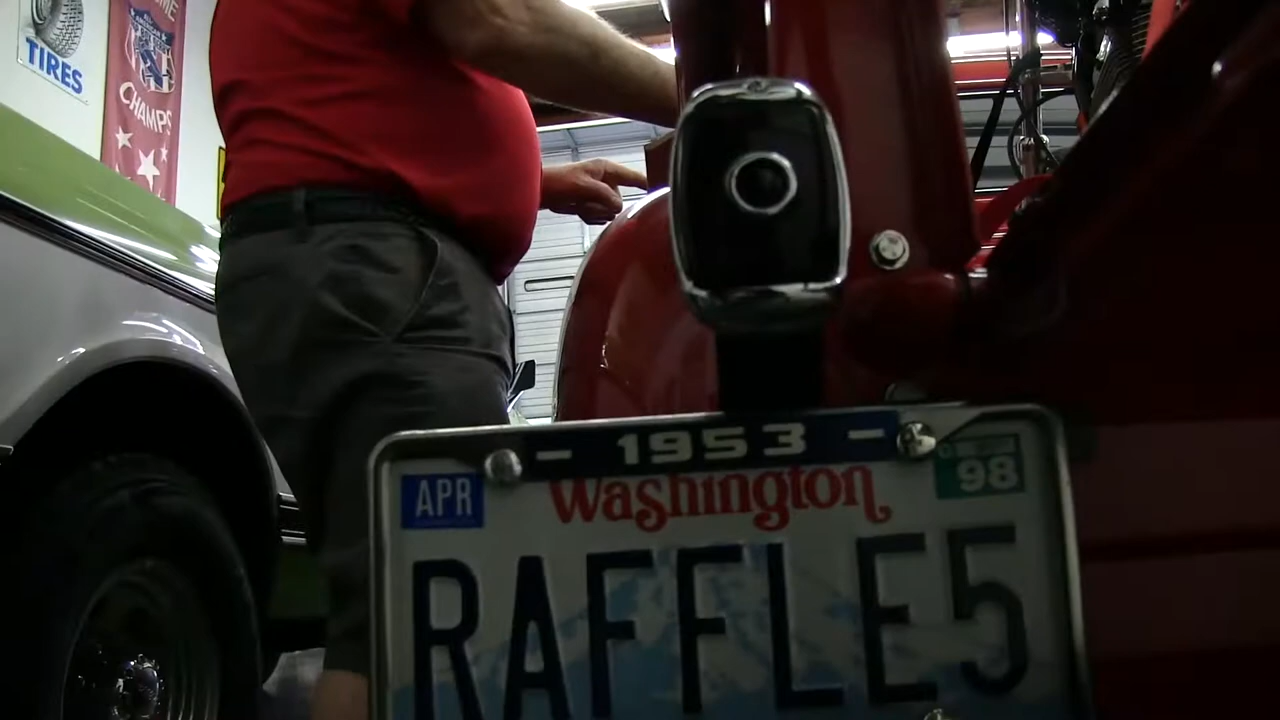 TIRES
CHAMPS
- 1953 -
APR
Washington
98
RAFFLE5